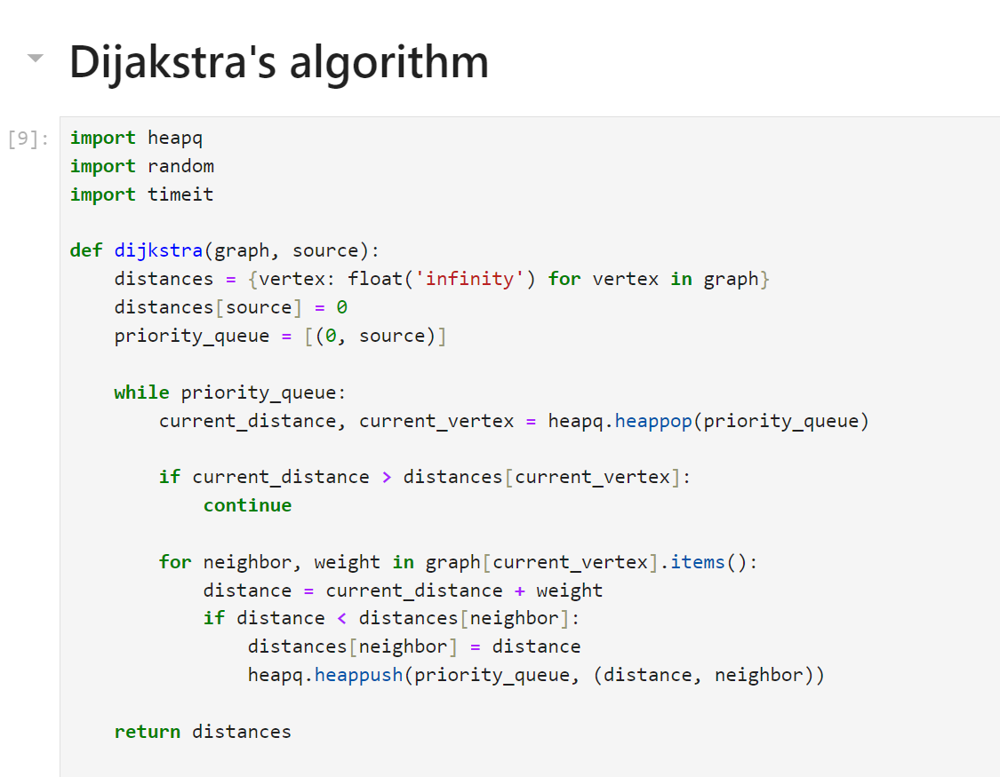 Dijakstra's algorithm
[9]:
import heapq
import random
import timeit
def dijkstra(graph, source):
    distances = {vertex: float('infinity') for vertex in graph}
    distances[source] = 0
    priority_queue = [(0, source)]
    while priority_queue:
        current_distance, current_vertex = heapq.heappop(priority_queue)
        if current_distance > distances[current_vertex]:
            continue
        for neighbor, weight in graph[current_vertex].items():
            distance = current_distance + weight
            if distance < distances[neighbor]:
                distances[neighbor] = distance
                heapq.heappush(priority_queue, (distance, neighbor))
    return distances